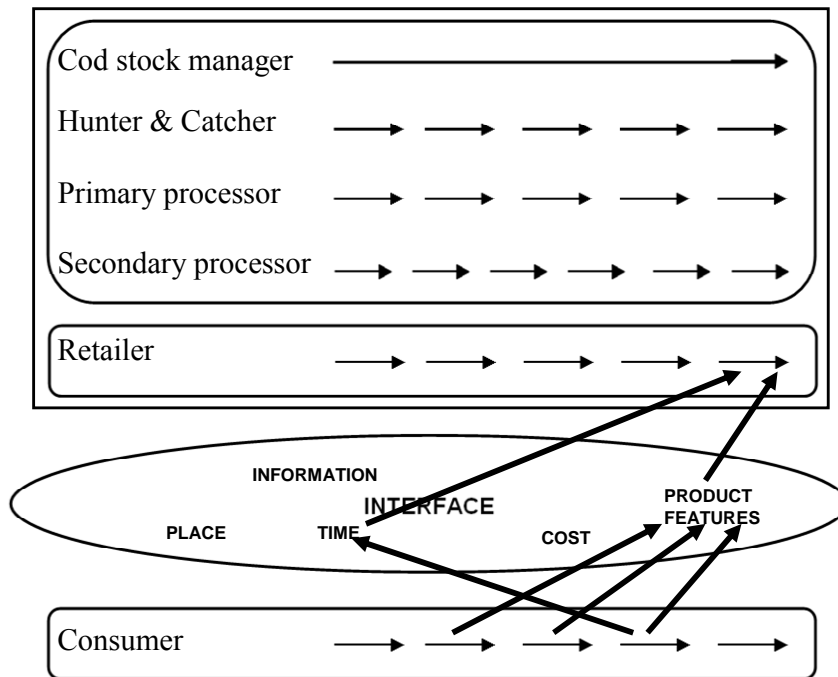 Cod stock manager
Hunter & Catcher
Primary processor
Secondary processor
Retailer
INFORMATION
INTERFACE
PRODUCT
FEATURES
PLACE
TIME
COST
Consumer